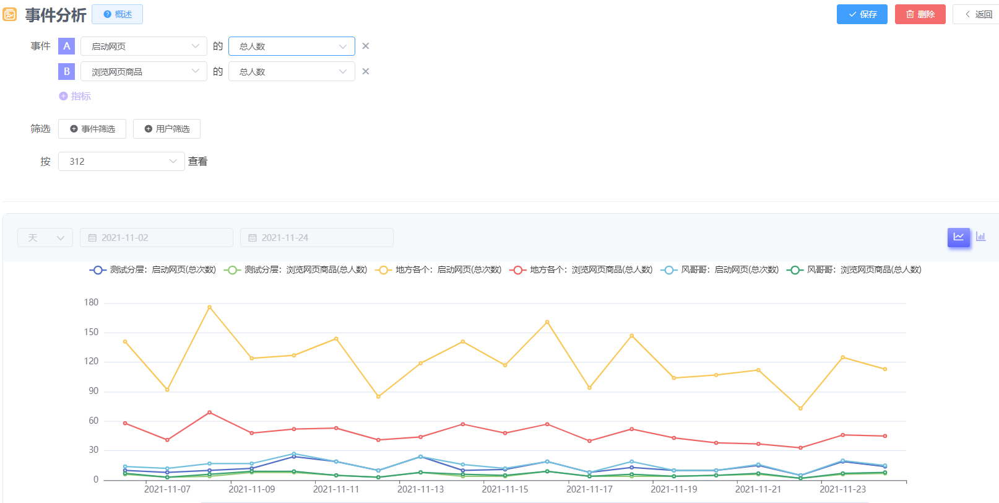 事件分析 概述 保存 删除 返回
事件 A 启动网页 的 总人数
B 浏览网页商品 的 总人数
指标
筛选 事件筛选 用户筛选
按 312 查看
天 2021-11-02 2021-11-24
测试分层：启动网页(总次数) 测试分层：浏览网页商品(总人数) 地方各个：启动网页(总次数) 地方各个：浏览网页商品(总人数) 风哥哥：启动网页(总次数) 风哥哥：浏览网页商品(总人数)
180
150
120
90
60
30
0
2021-11-07 2021-11-09 2021-11-11 2021-11-13 2021-11-15 2021-11-17 2021-11-19 2021-11-21 2021-11-23